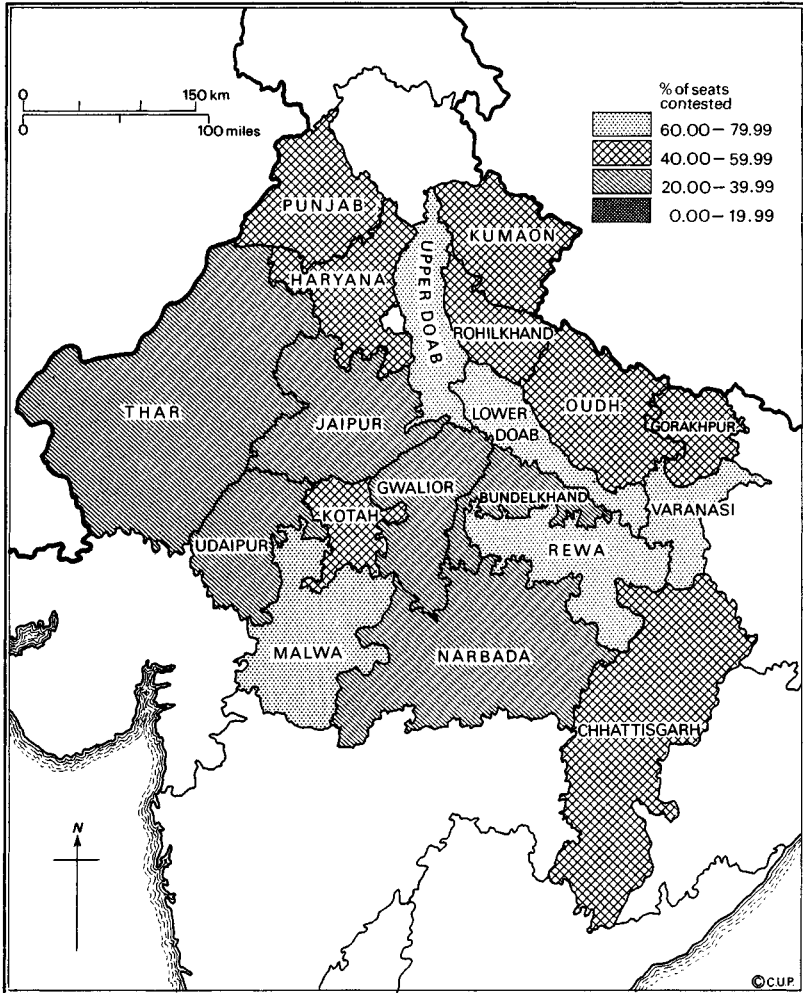 0 150 km
0 100 miles
% of seats
contested
60.00 – 79.99
40.00 – 59.99
20.00 – 39.99
0.00 – 19.99
PUNJAB
KUMAON
HARYANA
UPPER DOAB
ROHILKHAND
THAR
JAIPUR
LOWER
DOAB
OUDH
GORAKHPUR
GWALIOR
BUNDELKHAND
KOTAH
VARANASI
UDAIPUR
REWA
MALWA
NARBADA
CHHATTISGARH
N
© C.U.P.